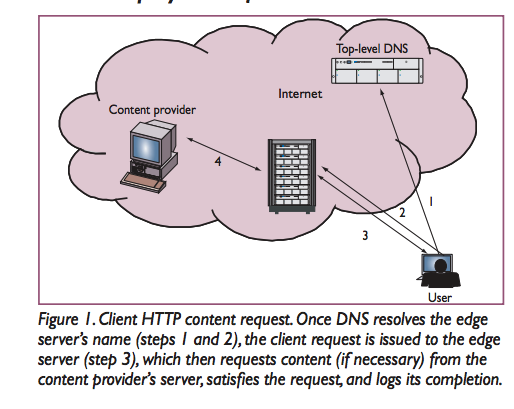 Top-level DNS
Internet
Content provider
4
1
2
3
User
Figure 1. Client HTTP content request. Once DNS resolves the edge
server's name (steps 1 and 2), the client request is issued to the edge
server (step 3), which then requests content (if necessary) from the
content provider's server, satisfies the request, and logs its completion.